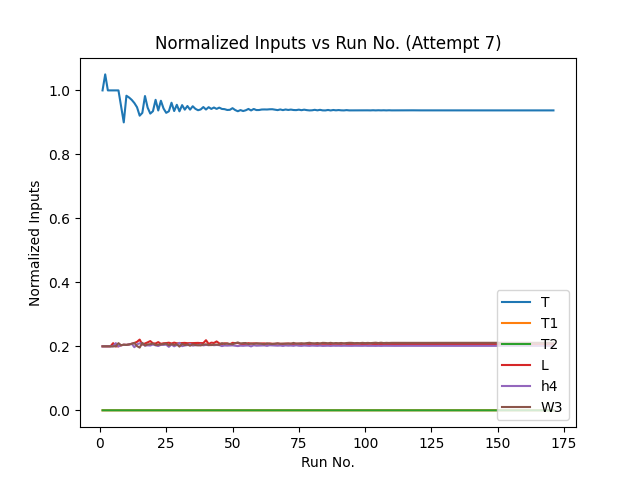 Normalized Inputs vs Run No. (Attempt 7)
Normalized Inputs
1.0
0.8
0.6
0.4
0.2
0.0
T
T1
T2
L
h4
W3
0 25 50 75 100 125 150 175
Run No.